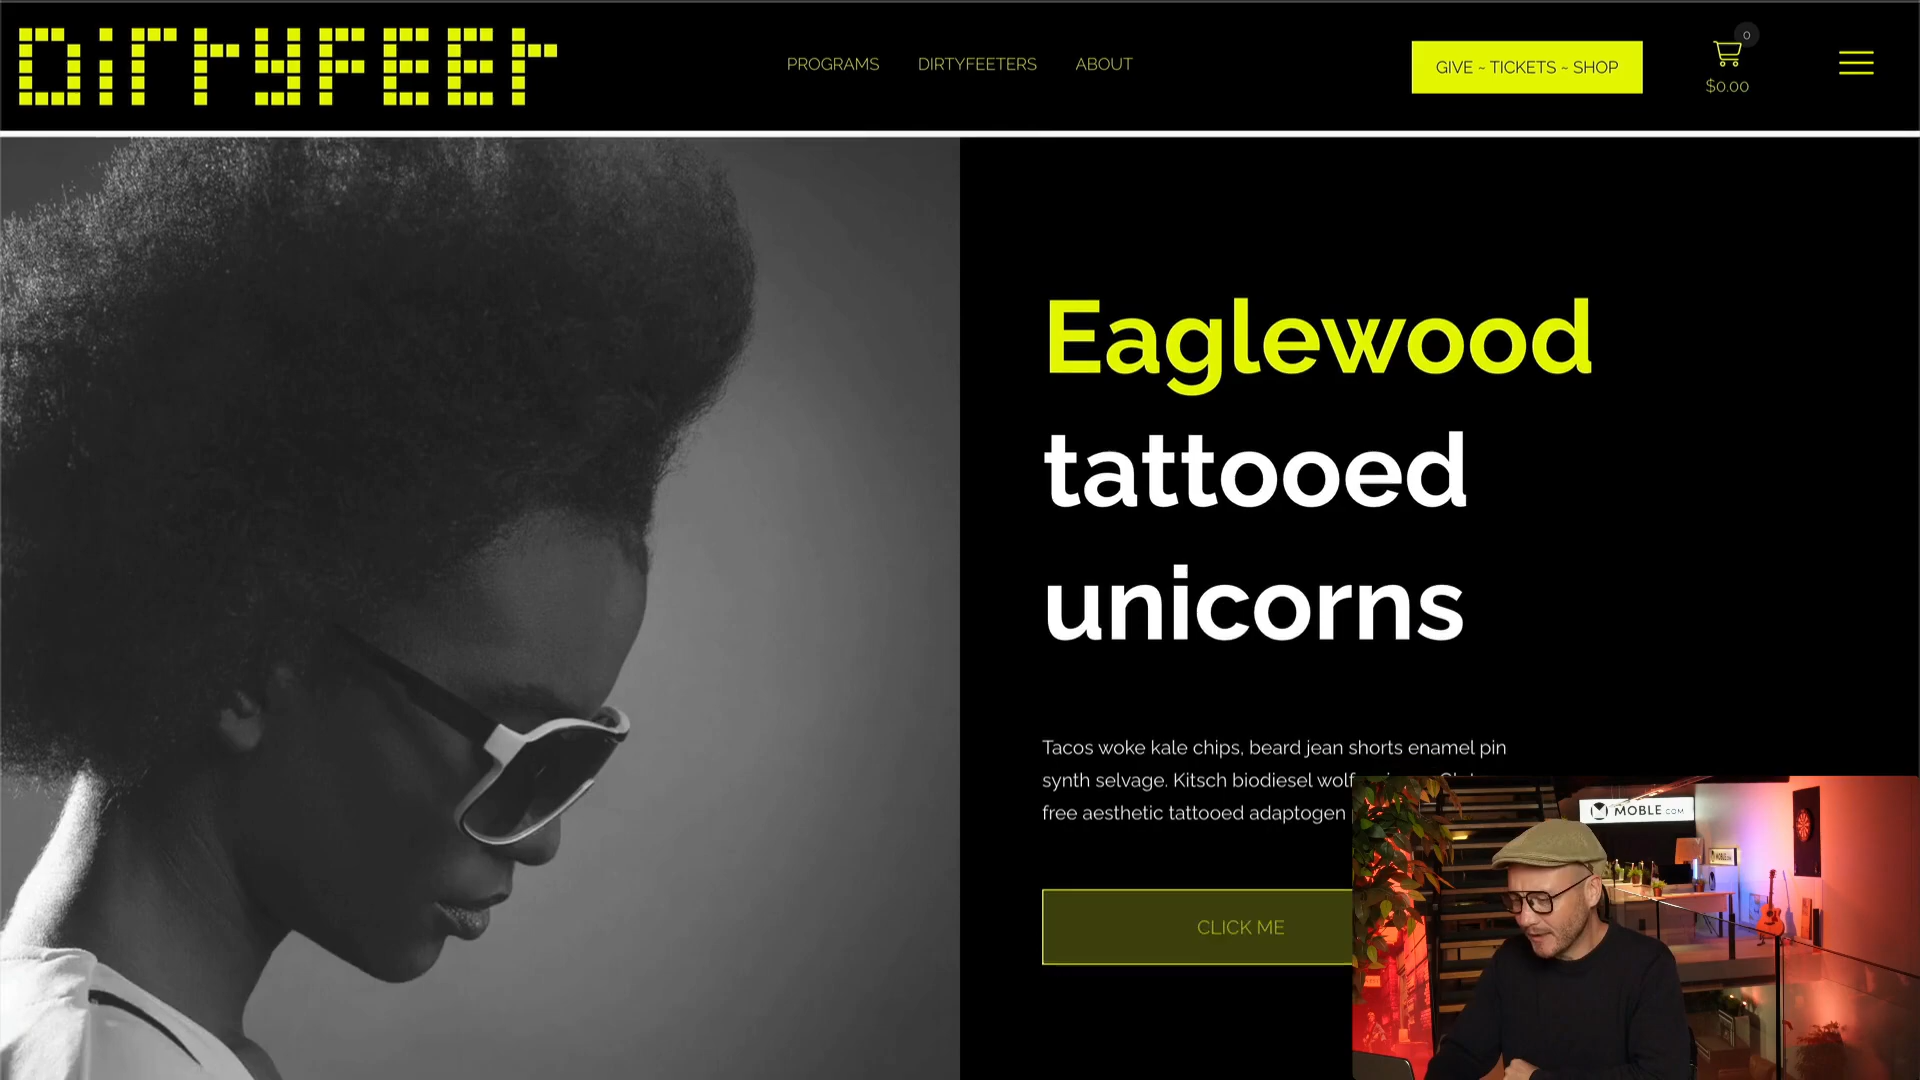 DirtyFEEt
PROGRAMS
DIRTYFEETERS
ABOUT
GIVE ~ TICKETS ~ SHOP
0
$0.00
Eaglewood
tattooed
unicorns
Tacos woke kale chips, beard jean shorts enamel pin
synth selvage. Kitsch biodiesel wolf
free aesthetic tattooed adaptogen
CLICK ME
MOBLE.COM